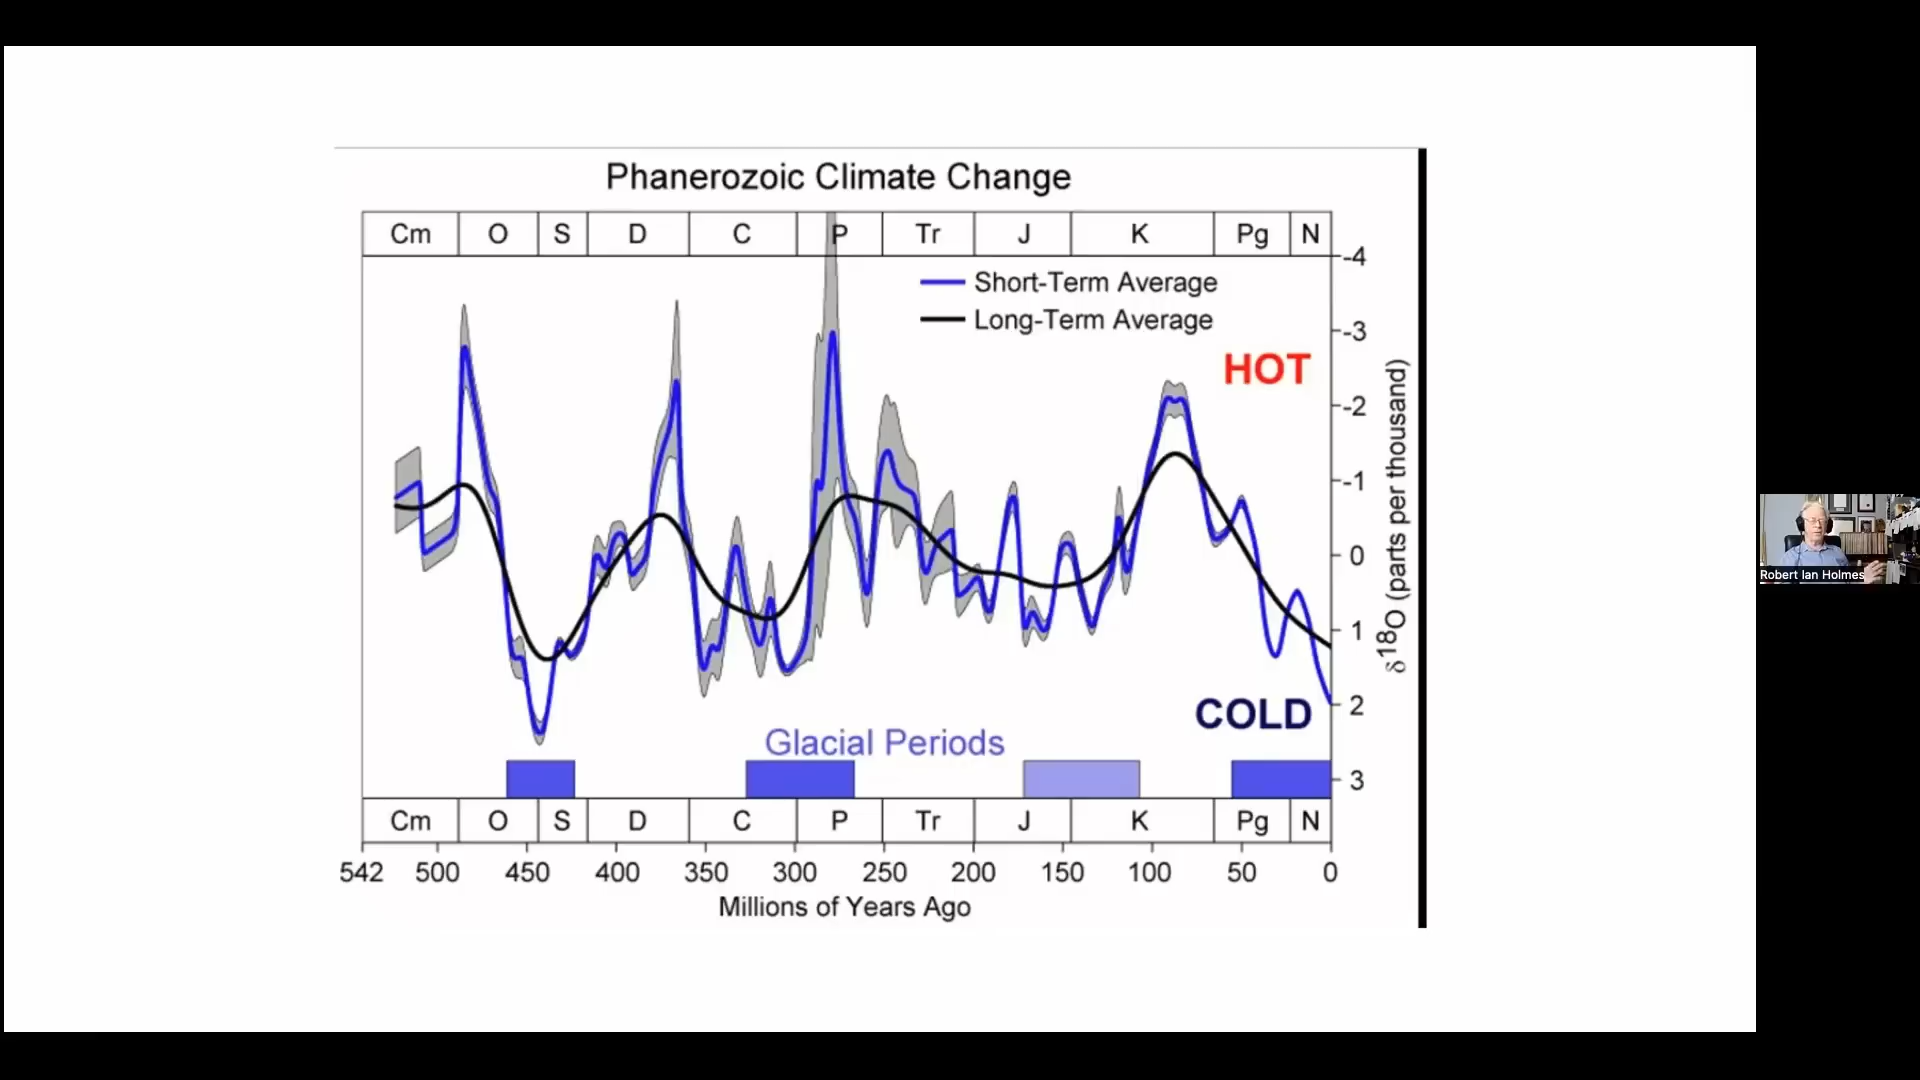 Phanerozoic Climate Change
Cm O S D C P Tr J K Pg N
Short-Term Average
Long-Term Average
HOT
COLD
Glacial Periods
-4
-3
-2
-1
0
1
2
3
δ18O (parts per thousand)
Cm O S D C P Tr J K Pg N
542 500 450 400 350 300 250 200 150 100 50 0
Millions of Years Ago
Robert Ian Holmes